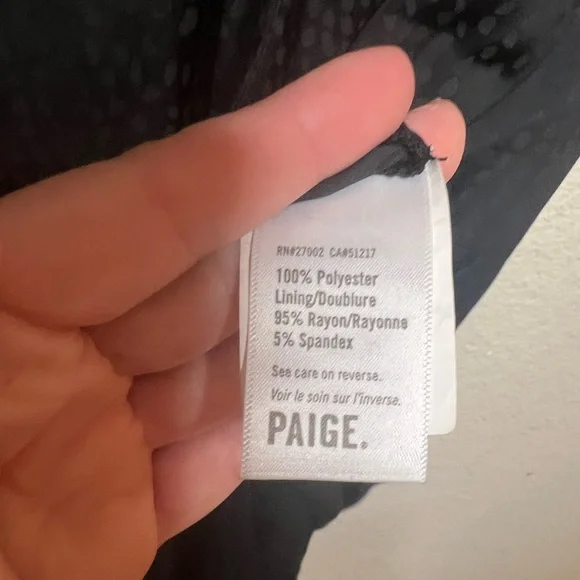 RN#27002 CA#51217
100% Polyester
Lining/Doublure
95% Rayon/Rayonne
5% Spandex
See care on reverse.
Voir le soin sur l'inverse.
PAIGE.